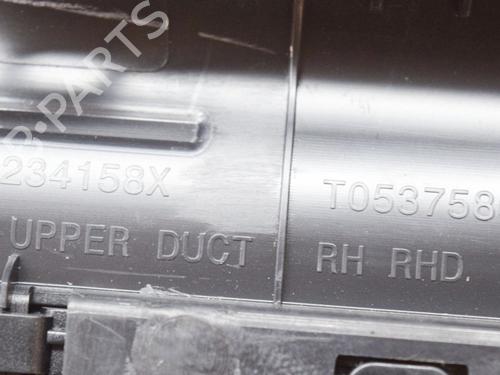 B-PARTS
234158X
T053758
UPPER DUCT
RH RHD